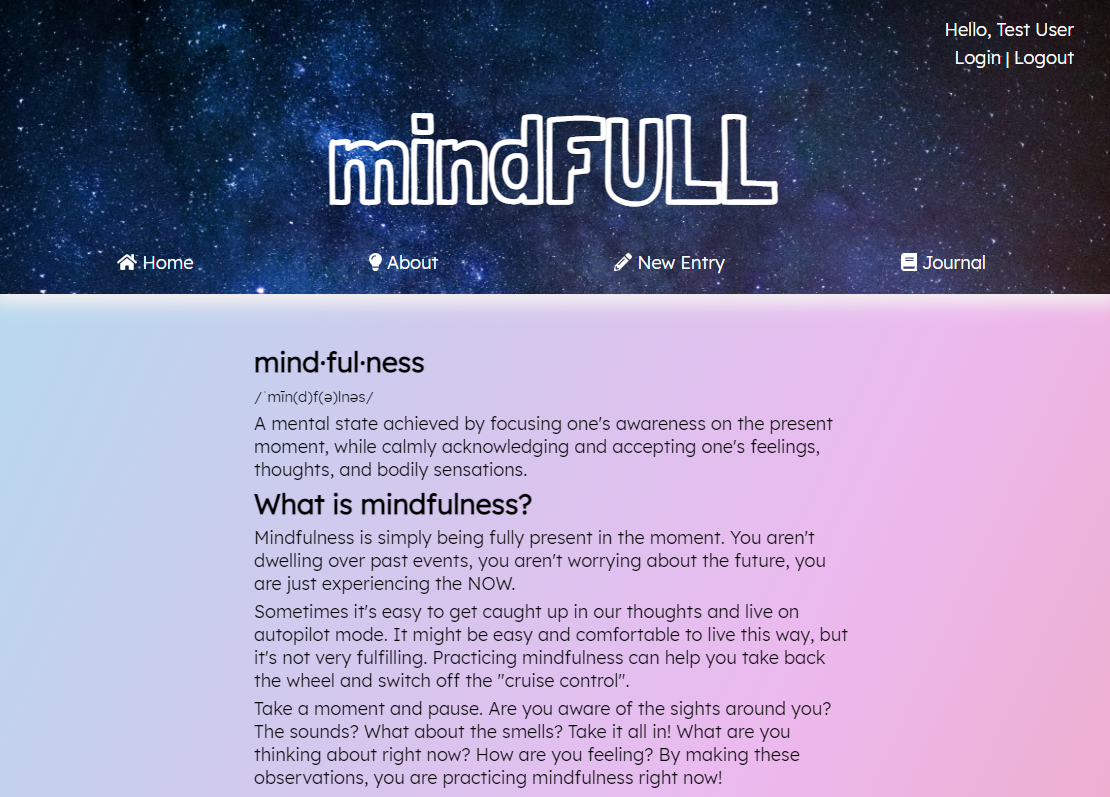 Hello, Test User
Login | Logout
mindFULL
Home
About
New Entry
Journal
mind·ful·ness
/ˈmīn(d)f(ə)lnəs/
A mental state achieved by focusing one's awareness on the present
moment, while calmly acknowledging and accepting one's feelings,
thoughts, and bodily sensations.
What is mindfulness?
Mindfulness is simply being fully present in the moment. You aren't
dwelling over past events, you aren't worrying about the future, you
are just experiencing the NOW.
Sometimes it's easy to get caught up in our thoughts and live on
autopilot mode. It might be easy and comfortable to live this way, but
it's not very fulfilling. Practicing mindfulness can help you take back
the wheel and switch off the "cruise control".
Take a moment and pause. Are you aware of the sights around you?
The sounds? What about the smells? Take it all in! What are you
thinking about right now? How are you feeling? By making these
observations, you are practicing mindfulness right now!